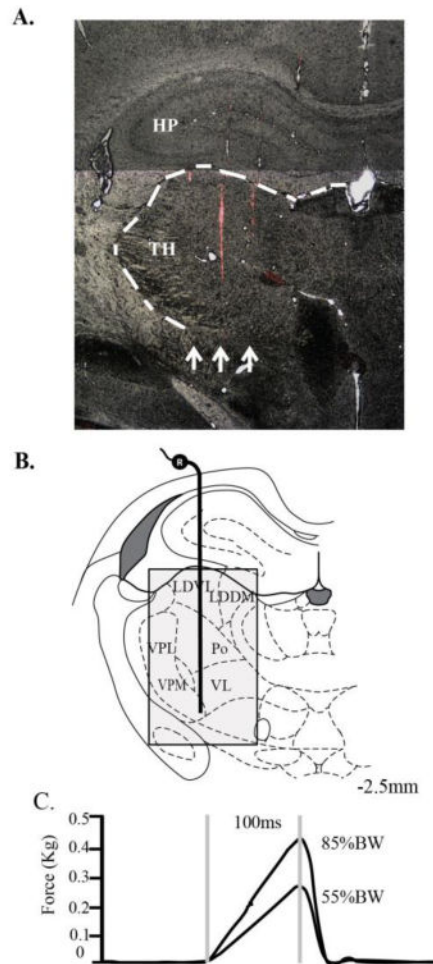 A.
HP
TH
B.
R
LDVL LDDM
VPL Po
VPM VL
-2.5mm
C.
100ms
Force (Kg)
0.5
0.4
0.3
0.2
0.1
0
85%BW
55%BW